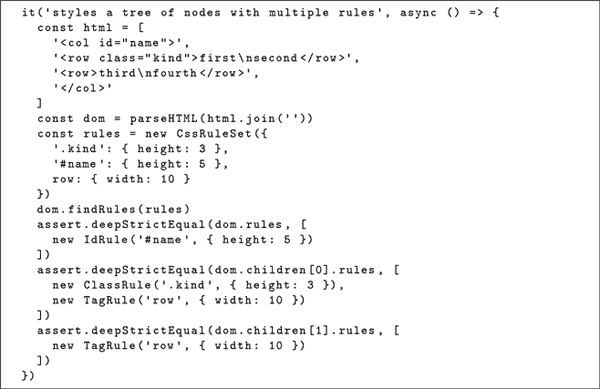 it('styles a tree of nodes with multiple rules', async () => {
  const html = [
    '<col id="name">',
    '<row class="kind">first\nsecond</row>',
    '<row>third\nfourth</row>',
    '</col>'
  ]
  const dom = parseHTML(html.join(''))
  const rules = new CssRuleSet({
    '.kind': { height: 3 },
    '#name': { height: 5 },
    row: { width: 10 }
  })
  dom.findRules(rules)
  assert.deepStrictEqual(dom.rules, [
    new IdRule('#name', { height: 5 })
  ])
  assert.deepStrictEqual(dom.children[0].rules, [
    new ClassRule('.kind', { height: 3 }),
    new TagRule('row', { width: 10 })
  ])
  assert.deepStrictEqual(dom.children[1].rules, [
    new TagRule('row', { width: 10 })
  ])
})